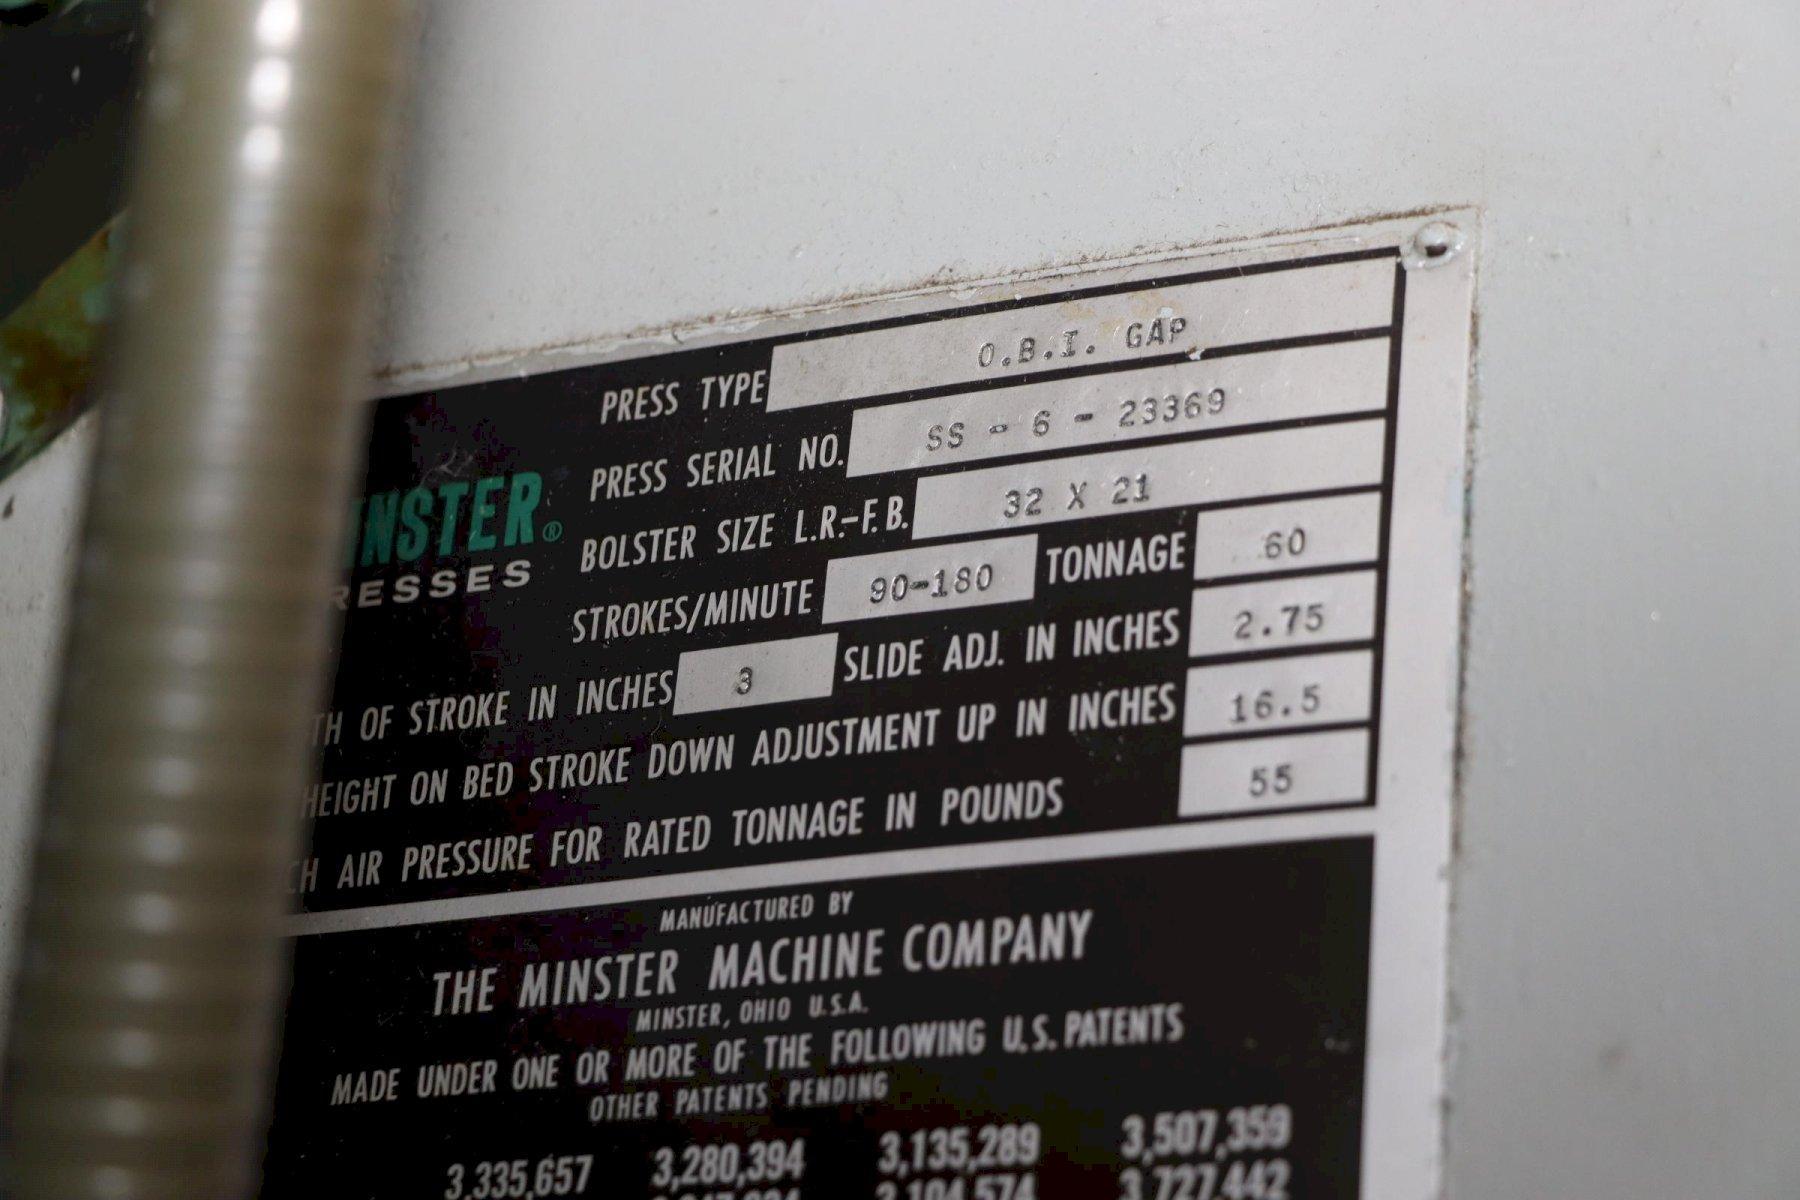 PRESS TYPE O.B.I. GAP
PRESS SERIAL NO. SS - 6 - 23369
BOLSTER SIZE L.R.-F.B. 32 X 21
STROKES/MINUTE 90-180 TONNAGE 60
OF STROKE IN INCHES 3 SLIDE ADJ. IN INCHES 2.75
HEIGHT ON BED STROKE DOWN ADJUSTMENT UP IN INCHES 16.5
AIR PRESSURE FOR RATED TONNAGE IN POUNDS 55
MANUFACTURED BY
THE MINSTER MACHINE COMPANY
MINSTER, OHIO U.S.A.
MADE UNDER ONE OR MORE OF THE FOLLOWING U.S. PATENTS
OTHER PATENTS PENDING
3,335,657 3,280,394 3,135,289 3,507,359
3,727,442